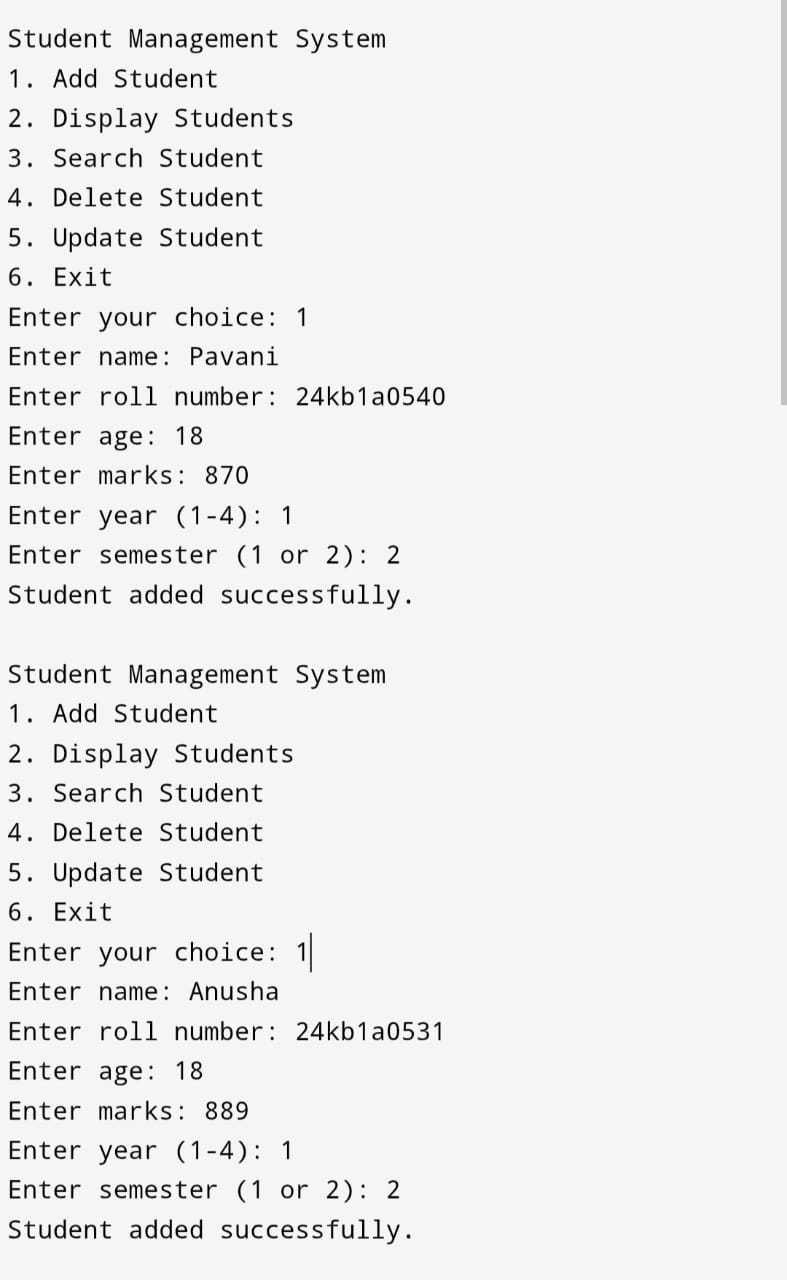 Student Management System
1. Add Student
2. Display Students
3. Search Student
4. Delete Student
5. Update Student
6. Exit
Enter your choice: 1
Enter name: Pavani
Enter roll number: 24kb1a0540
Enter age: 18
Enter marks: 870
Enter year (1-4): 1
Enter semester (1 or 2): 2
Student added successfully.

Student Management System
1. Add Student
2. Display Students
3. Search Student
4. Delete Student
5. Update Student
6. Exit
Enter your choice: 1
Enter name: Anusha
Enter roll number: 24kb1a0531
Enter age: 18
Enter marks: 889
Enter year (1-4): 1
Enter semester (1 or 2): 2
Student added successfully.